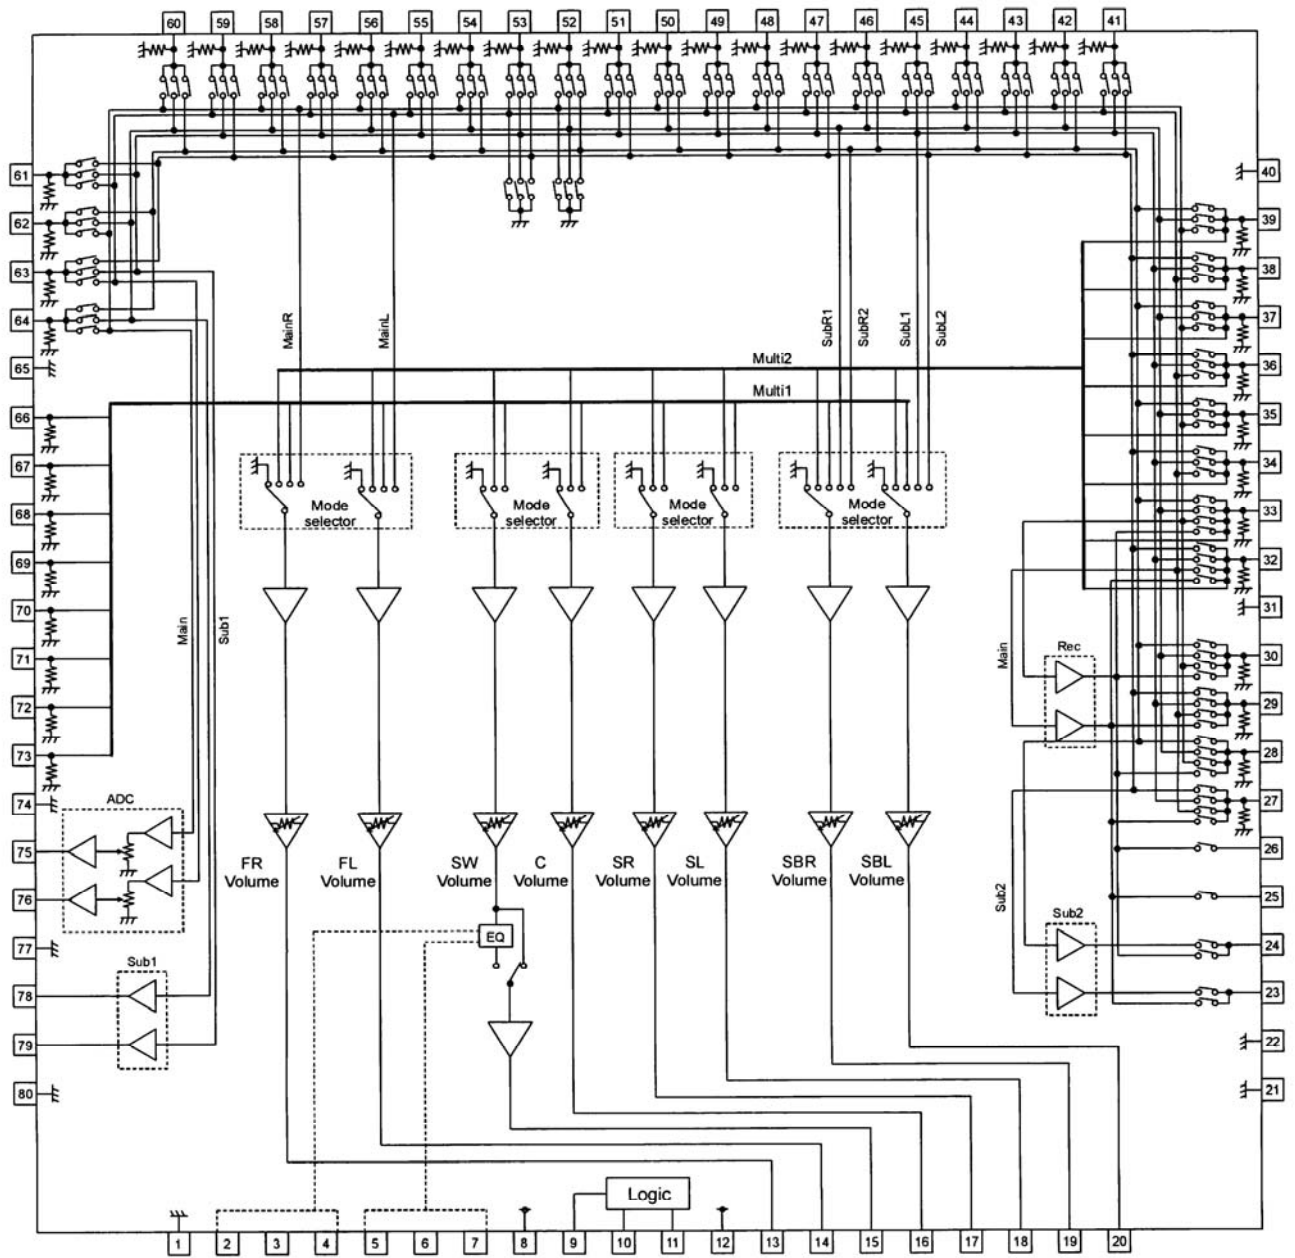 60 59 58 57 56 55 54 53 52 51 50 49 48 47 46 45 44 43 42 41
61
40
62
39
63
38
64
37
MainR
MainL
SubR1
SubR2
SubL1
SubL2
65
Multi2
36
Multi1
66
35
67
34
Mode
selector
Mode
selector
Mode
selector
Mode
selector
68
33
69
32
70
31
Main
Sub1
71
Main
Rec
30
72
29
73
28
74
ADC
27
75
26
FR
Volume
FL
Volume
SW
Volume
C
Volume
SR
Volume
SL
Volume
SBR
Volume
SBL
Volume
76
Sub2
25
EQ
Sub2
77
24
Sub1
78
23
79
22
80
21
Logic
1 2 3 4 5 6 7 8 9 10 11 12 13 14 15 16 17 18 19 20